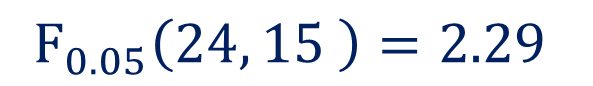 F₀.₀₅(24, 15 ) = 2.29